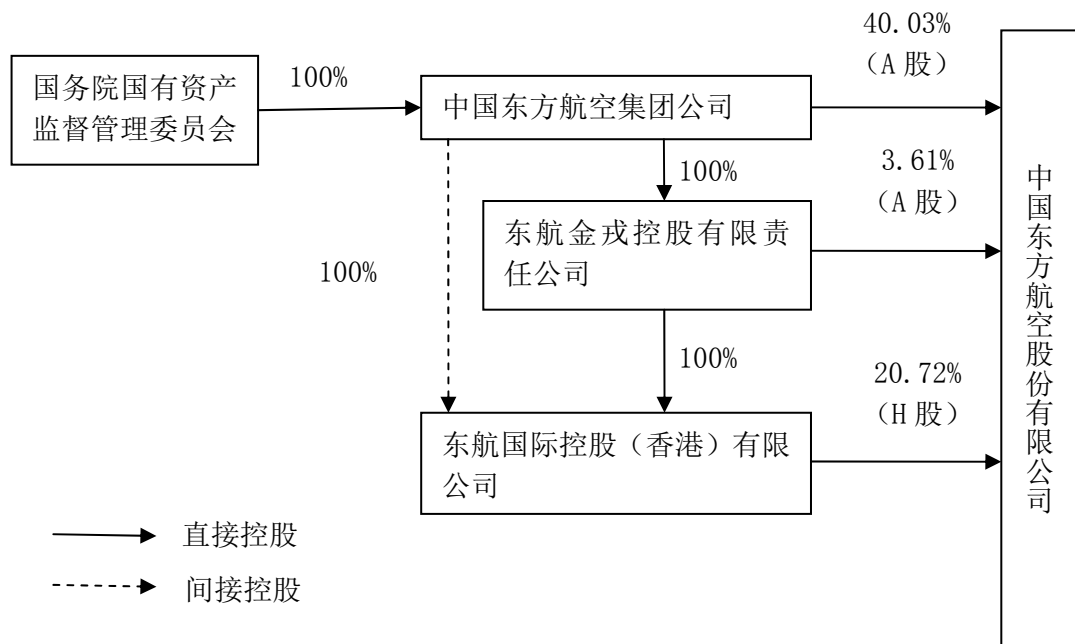 40.03%
（A 股）
国务院国有资产
监督管理委员会
100%
中国东方航空集团公司
100%
3.61%
（A 股）
东航金戎控股有限责
任公司
100%
100%
20.72%
（H 股）
东航国际控股（香港）有限
公司
中国东方航空股份有限公司
直接控股
间接控股